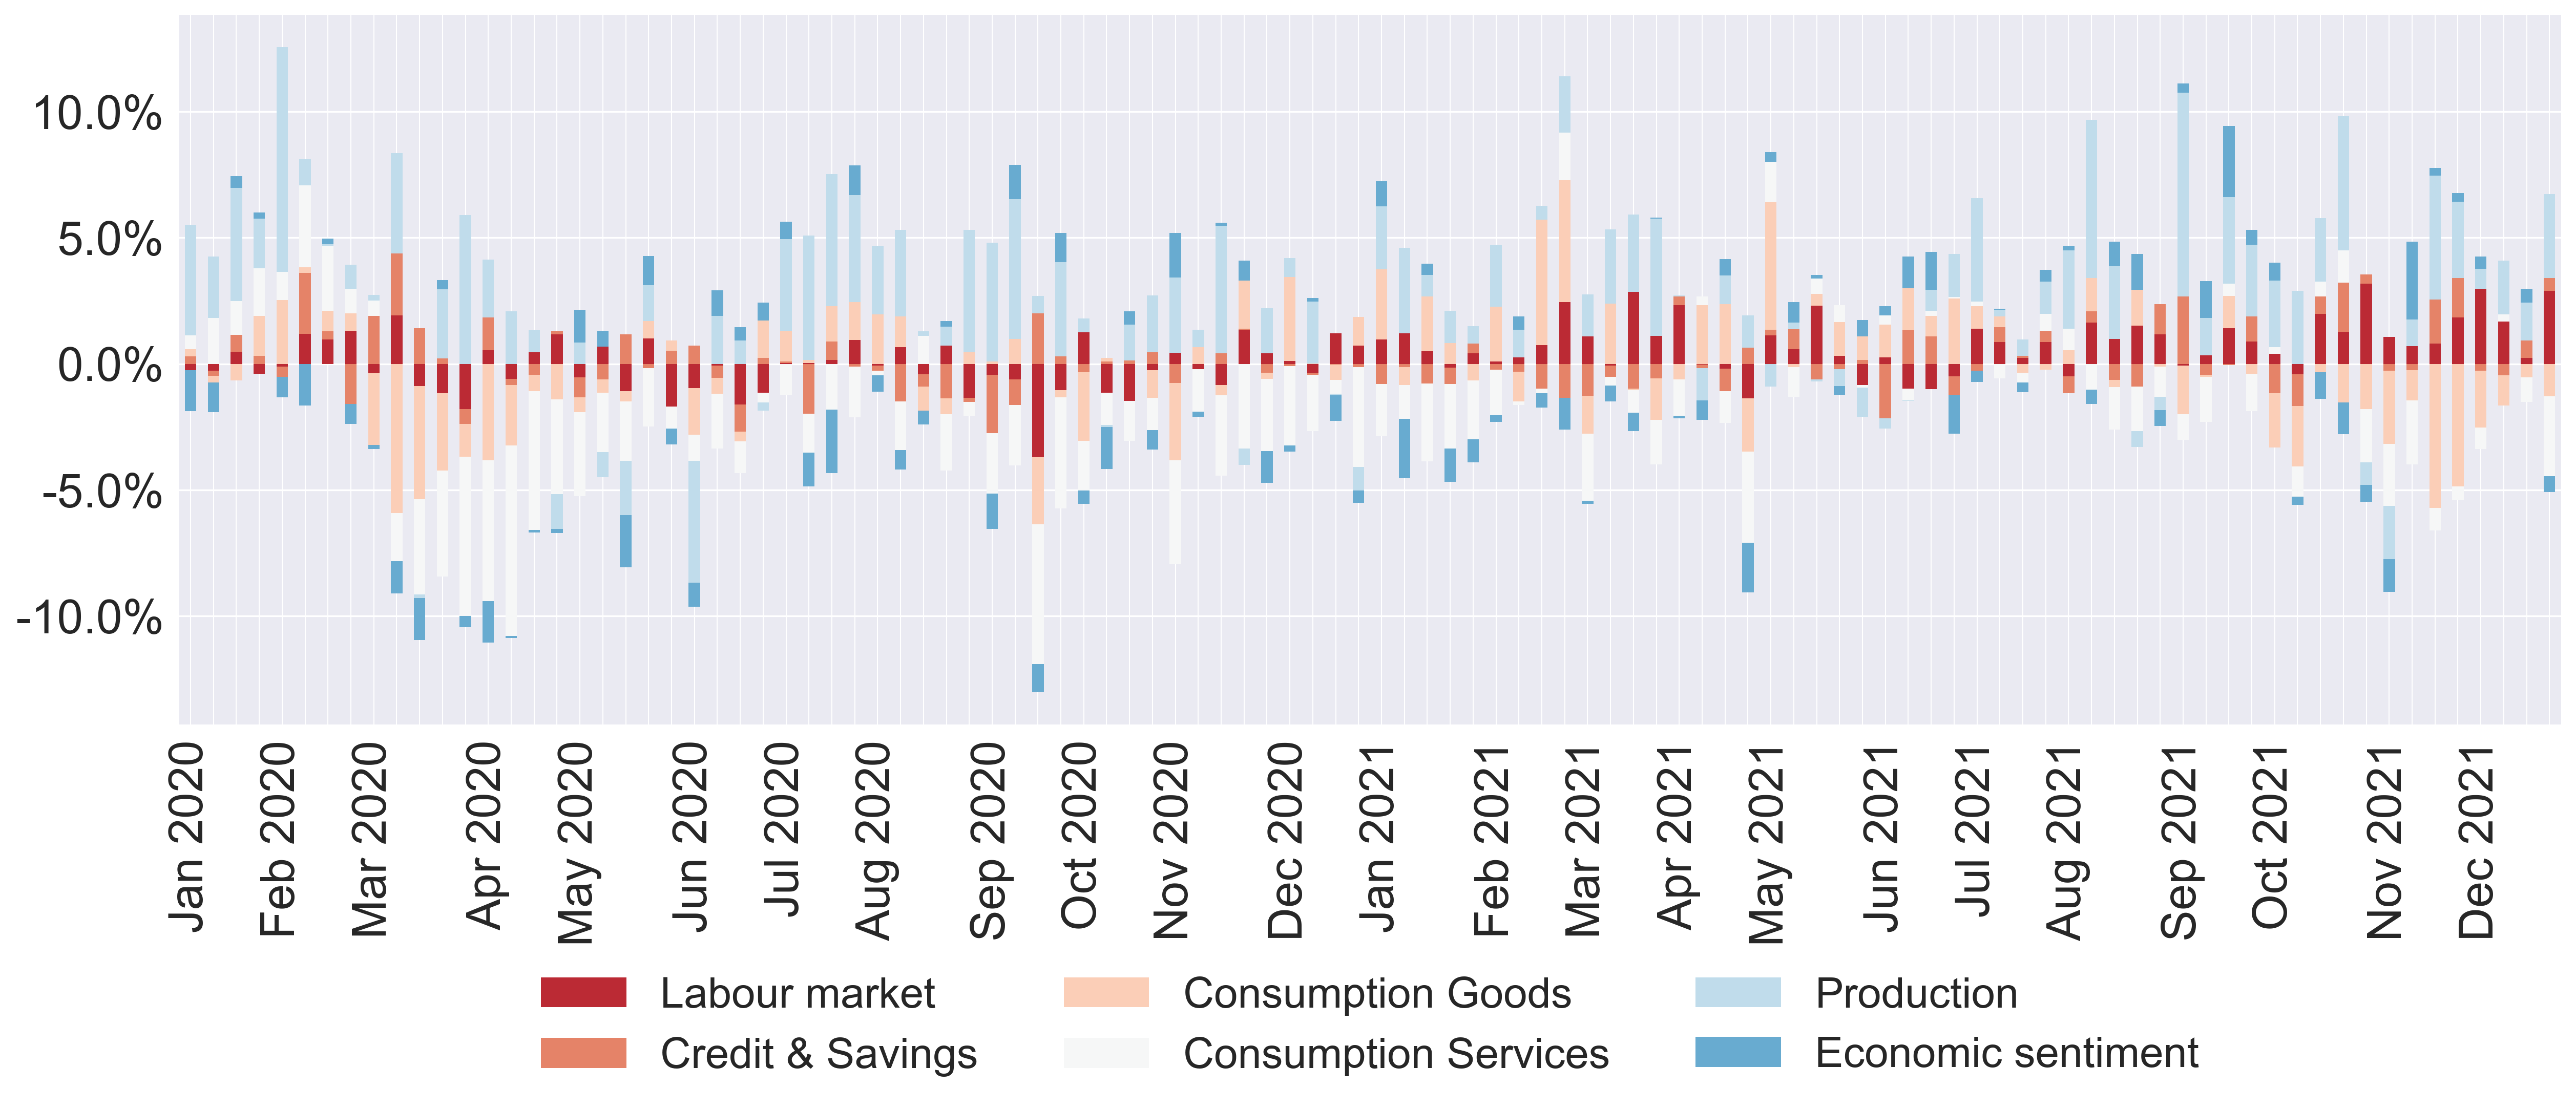 10.0%
5.0%
0.0%
-5.0%
-10.0%
Jan 2020
Feb 2020
Mar 2020
Apr 2020
May 2020
Jun 2020
Jul 2020
Aug 2020
Sep 2020
Oct 2020
Nov 2020
Dec 2020
Jan 2021
Feb 2021
Mar 2021
Apr 2021
May 2021
Jun 2021
Jul 2021
Aug 2021
Sep 2021
Oct 2021
Nov 2021
Dec 2021
Labour market
Consumption Goods
Production
Credit & Savings
Consumption Services
Economic sentiment